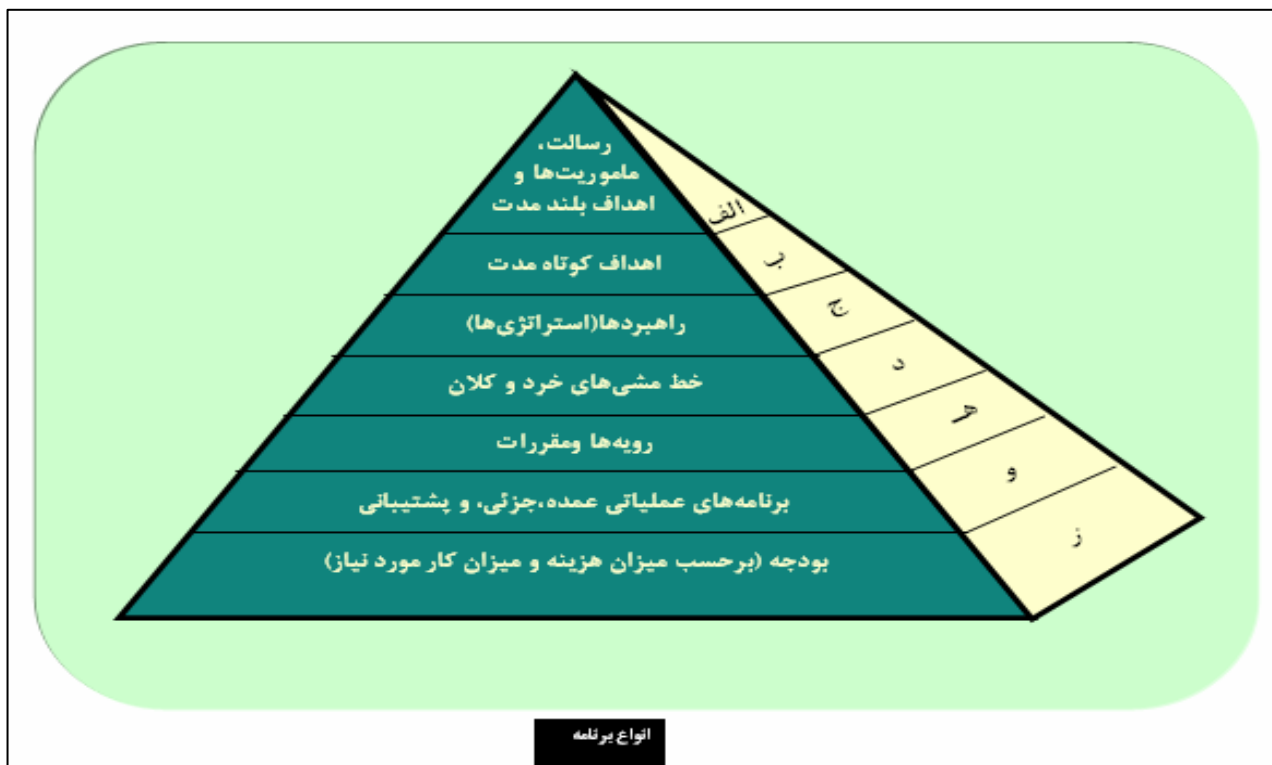 رسالت،
ماموریت‌ها و
اهداف بلند مدت
الف
اهداف کوتاه مدت
ب
راهبردها(استراتژی‌ها)
ج
خط مشی‌های خرد و کلان
د
رویه‌ها ومقررات
هـ
برنامه‌های عملیاتی عمده،جزئی، و پشتیبانی
و
بودجه (برحسب میزان هزینه و میزان کار مورد نیاز)
ز
انواع برنامه